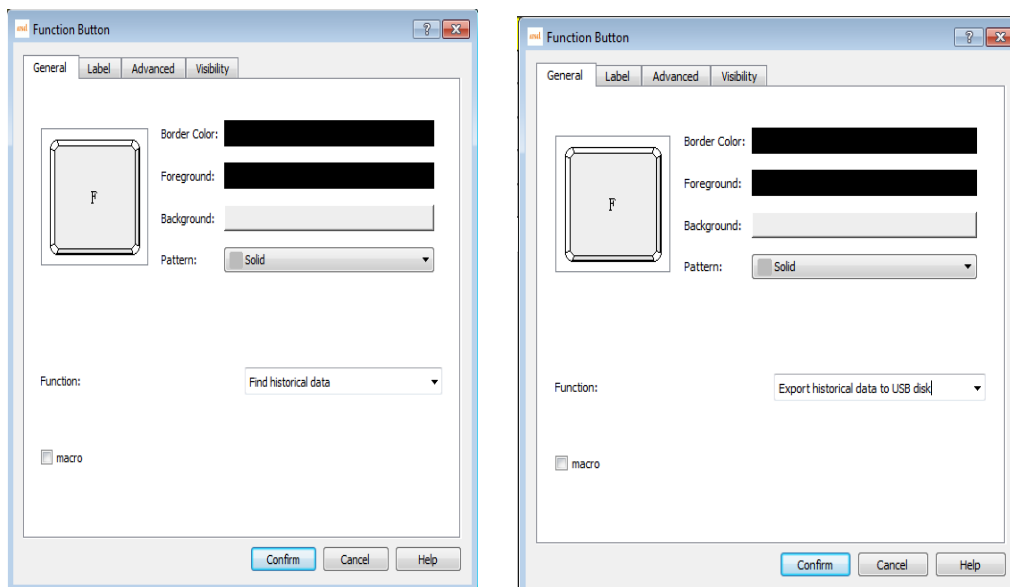 Function Button
General Label Advanced Visibility
Border Color:
Foreground:
F
Background:
Pattern: Solid
Function: Find historical data
macro
Confirm Cancel Help
Function Button
General Label Advanced Visibility
Border Color:
Foreground:
F
Background:
Pattern: Solid
Function: Export historical data to USB disk
macro
Confirm Cancel Help